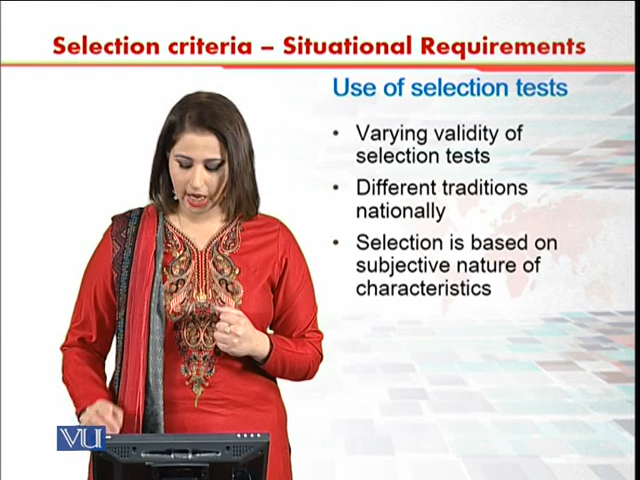 Selection criteria – Situational Requirements
Use of selection tests
• Varying validity of
selection tests
• Different traditions
nationally
• Selection is based on
subjective nature of
characteristics
VU